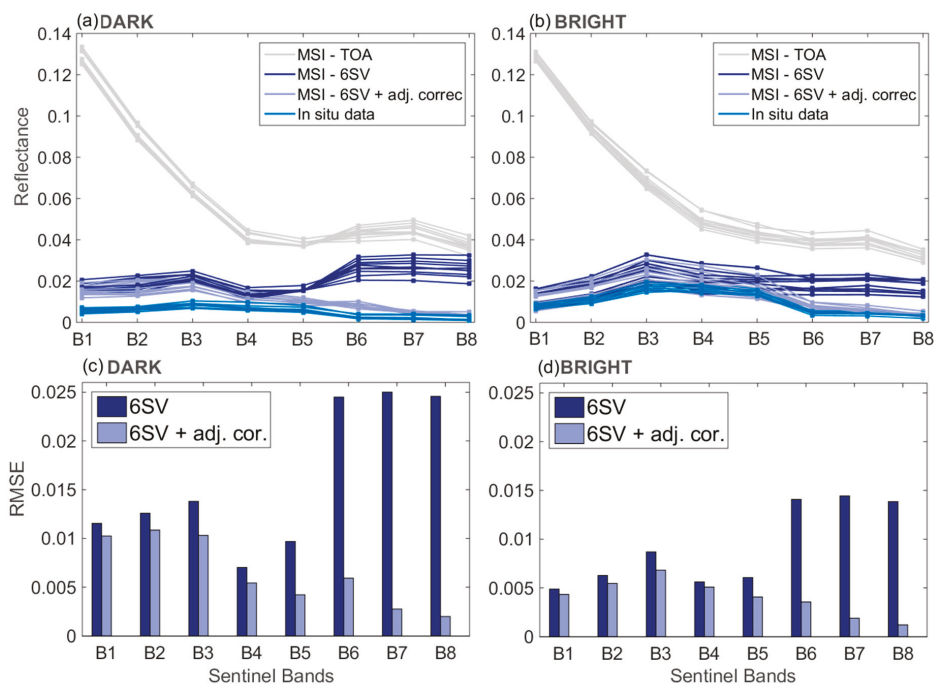 (a) DARK
Reflectance
0.14
0.12
0.1
0.08
0.06
0.04
0.02
0
MSI - TOA
MSI - 6SV
MSI - 6SV + adj. correc
In situ data
B1 B2 B3 B4 B5 B6 B7 B8
(b) BRIGHT
0.14
0.12
0.1
0.08
0.06
0.04
0.02
0
MSI - TOA
MSI - 6SV
MSI - 6SV + adj. correc
In situ data
B1 B2 B3 B4 B5 B6 B7 B8
(c) DARK
RMSE
0.025
0.02
0.015
0.01
0.005
0
6SV
6SV + adj. cor.
B1 B2 B3 B4 B5 B6 B7 B8
Sentinel Bands
(d) BRIGHT
0.025
0.02
0.015
0.01
0.005
0
6SV
6SV + adj. cor.
B1 B2 B3 B4 B5 B6 B7 B8
Sentinel Bands